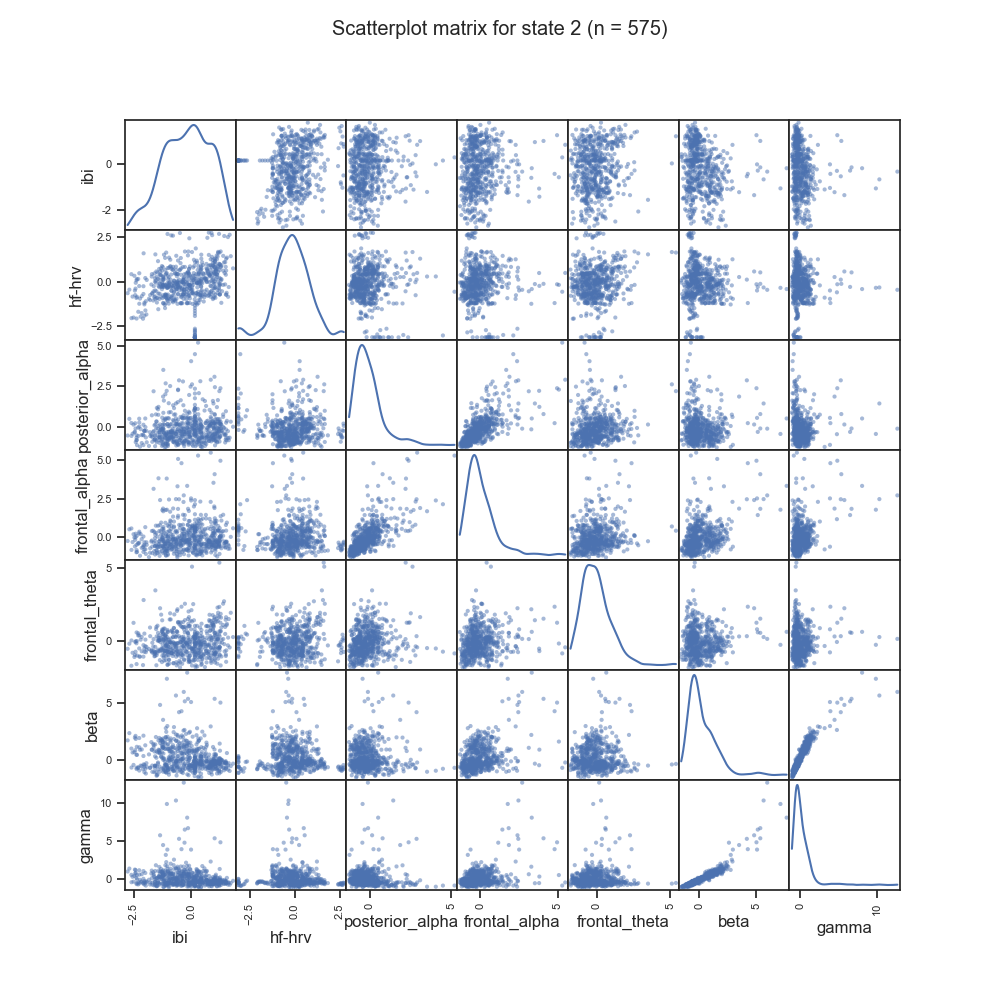 Scatterplot matrix for state 2 (n = 575)
ibi
0
-2
hf-hrv
2.5
0.0
−2.5
posterior_alpha
5.0
2.5
0.0
frontal_alpha
5.0
2.5
0.0
frontal_theta
5
0
beta
5
0
gamma
10
5
0
-2.5
0.0
-2.5
0.0
2.5
0
5
0
5
0
5
0
5
0
10
ibi
hf-hrv
posterior_alpha
frontal_alpha
frontal_theta
beta
gamma